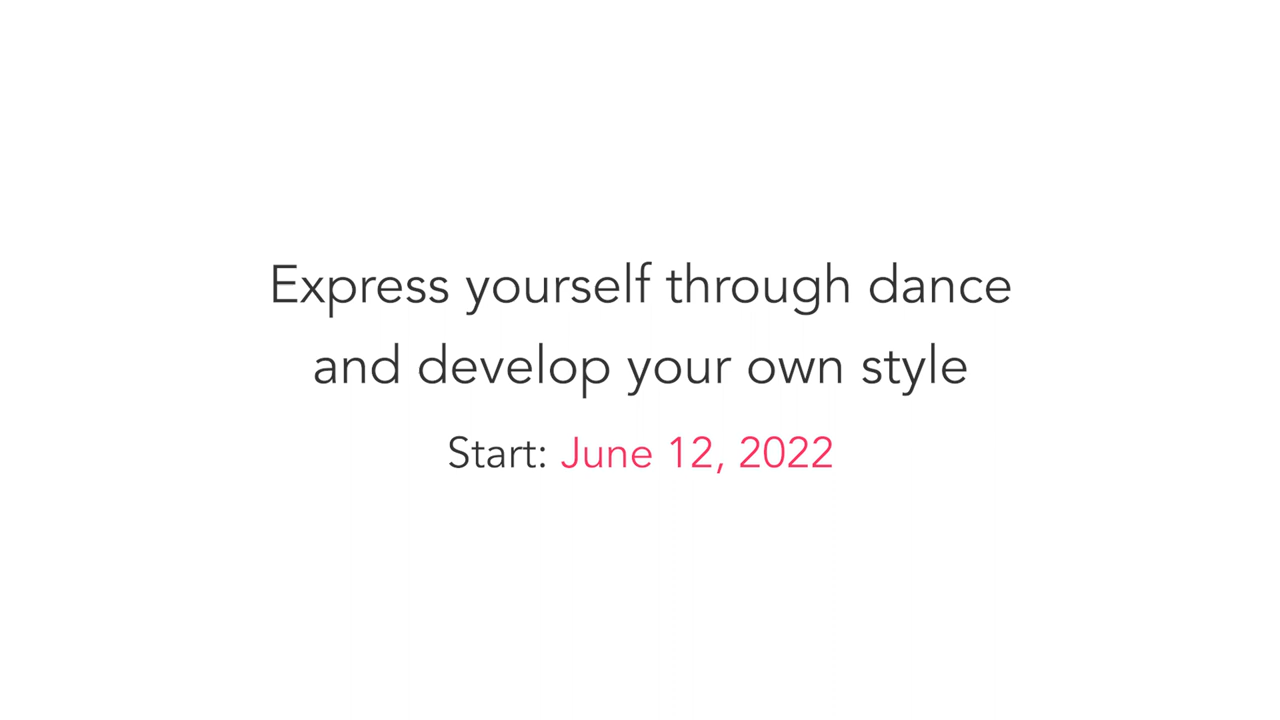 Express yourself through dance
and develop your own style
Start: June 12, 2022